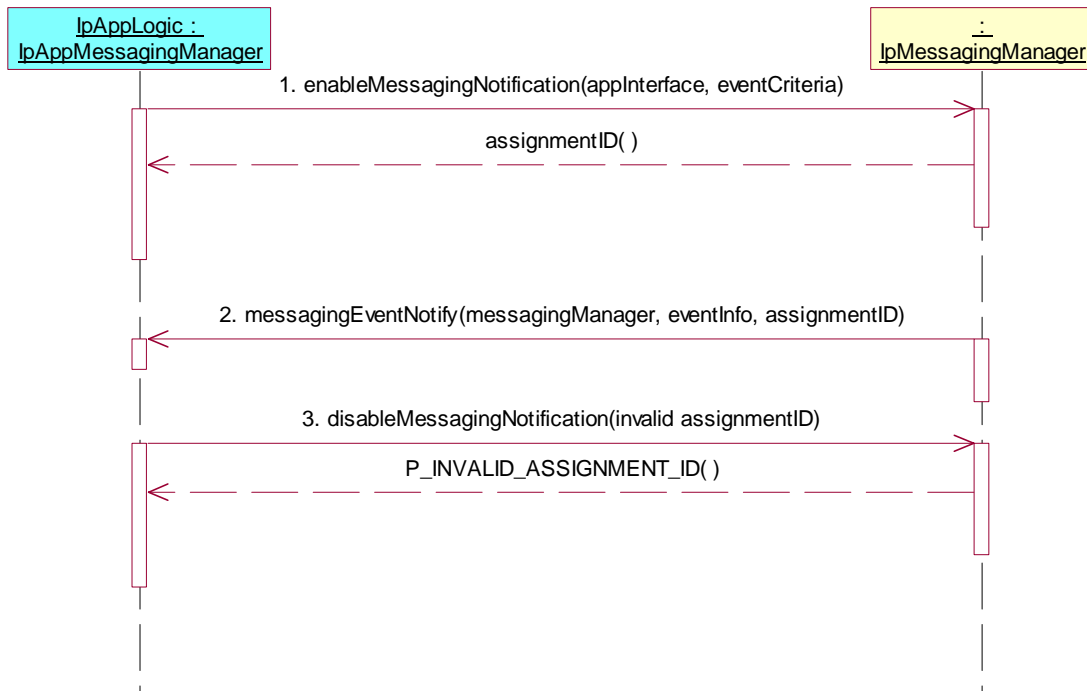 IpAppLogic :
IpAppMessagingManager
:
IpMessagingManager
1. enableMessagingNotification(appInterface, eventCriteria)
assignmentID( )
2. messagingEventNotify(messagingManager, eventInfo, assignmentID)
3. disableMessagingNotification(invalid assignmentID)
P_INVALID_ASSIGNMENT_ID( )